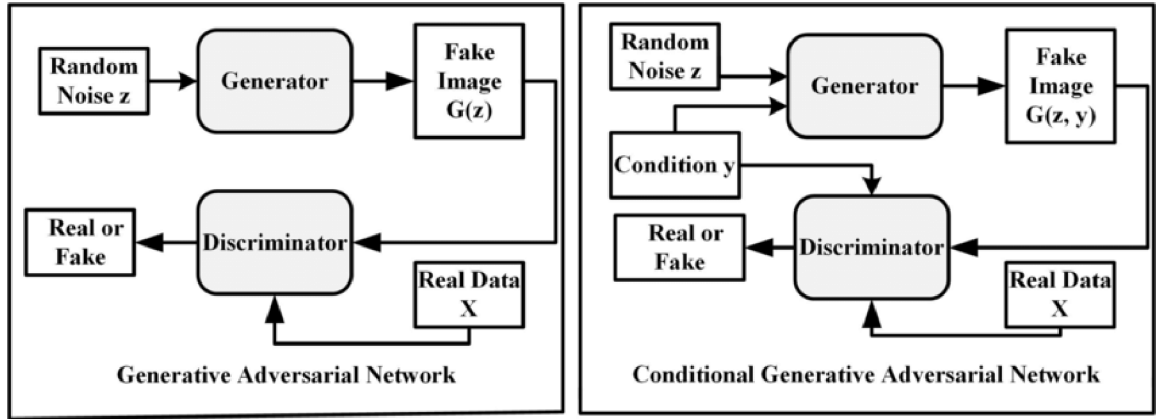 Random
Noise z
Generator
Fake
Image
G(z)
Real or
Fake
Discriminator
Real Data
X
Generative Adversarial Network
Random
Noise z
Generator
Fake
Image
G(z, y)
Condition y
Real or
Fake
Discriminator
Real Data
X
Conditional Generative Adversarial Network